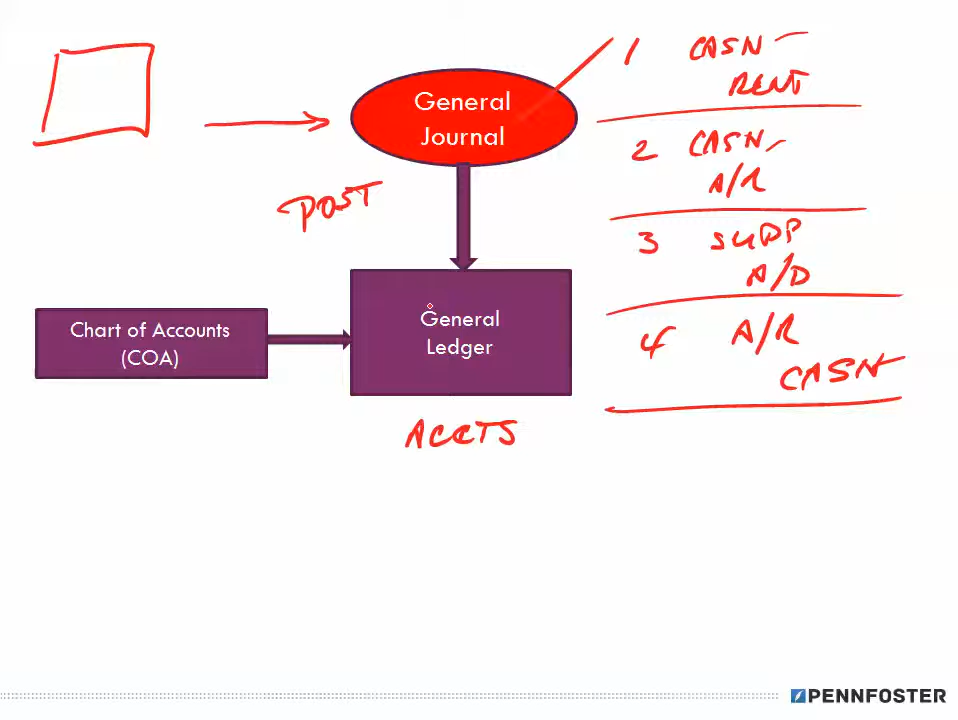 General
Journal
1 CASH
RENT
2 CASH
A/R
POST
3 SUPP
A/P
General
Ledger
Chart of Accounts
(COA)
4 A/R
CASH
ACCTS
PENNFOSTER